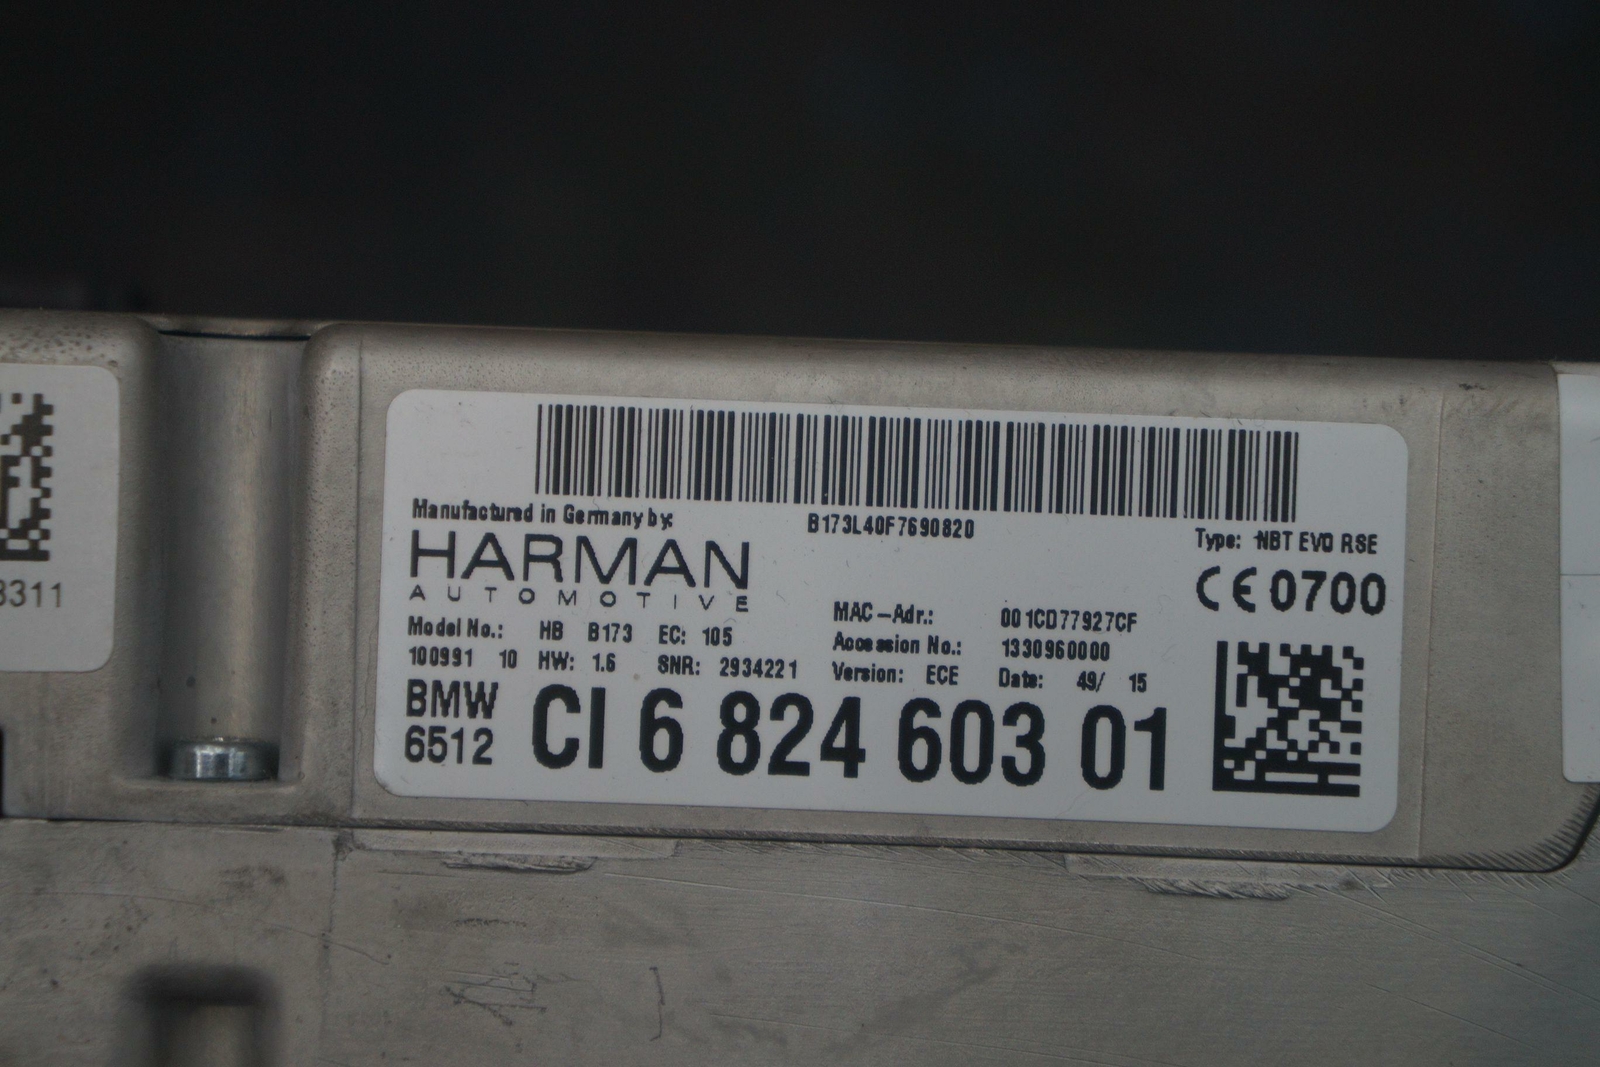 3311
Manufactured in Germany by:
B173L40F7690820
Type: NBT EVO RSE
HARMAN
AUTOMOTIVE
CE 0700
Model No.: HB B173 EC: 105
MAC-Adr.: 001CD77927CF
100991 10 HW: 1.6 SNR: 2934221
Accession No.: 1330960000
Version: ECE Date: 49/ 15
BMW
6512
CI 6 824 603 01